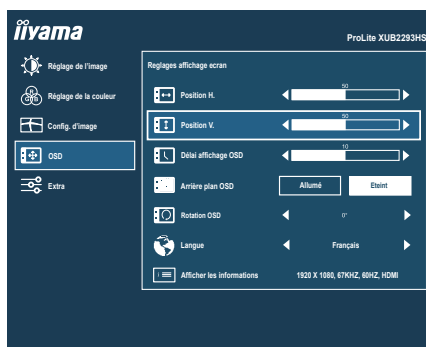 iiyama
ProLite XUB2293HS
Réglage de l'image
Réglage de la couleur
Config. d'image
OSD
Extra
Reglages affichage ecran
Position H.
50
Position V.
50
Délai affichage OSD
10
Arrière plan OSD
Allumé
Eteint
Rotation OSD
0°
Langue
Français
Afficher les informations
1920 X 1080, 67KHZ, 60HZ, HDMI